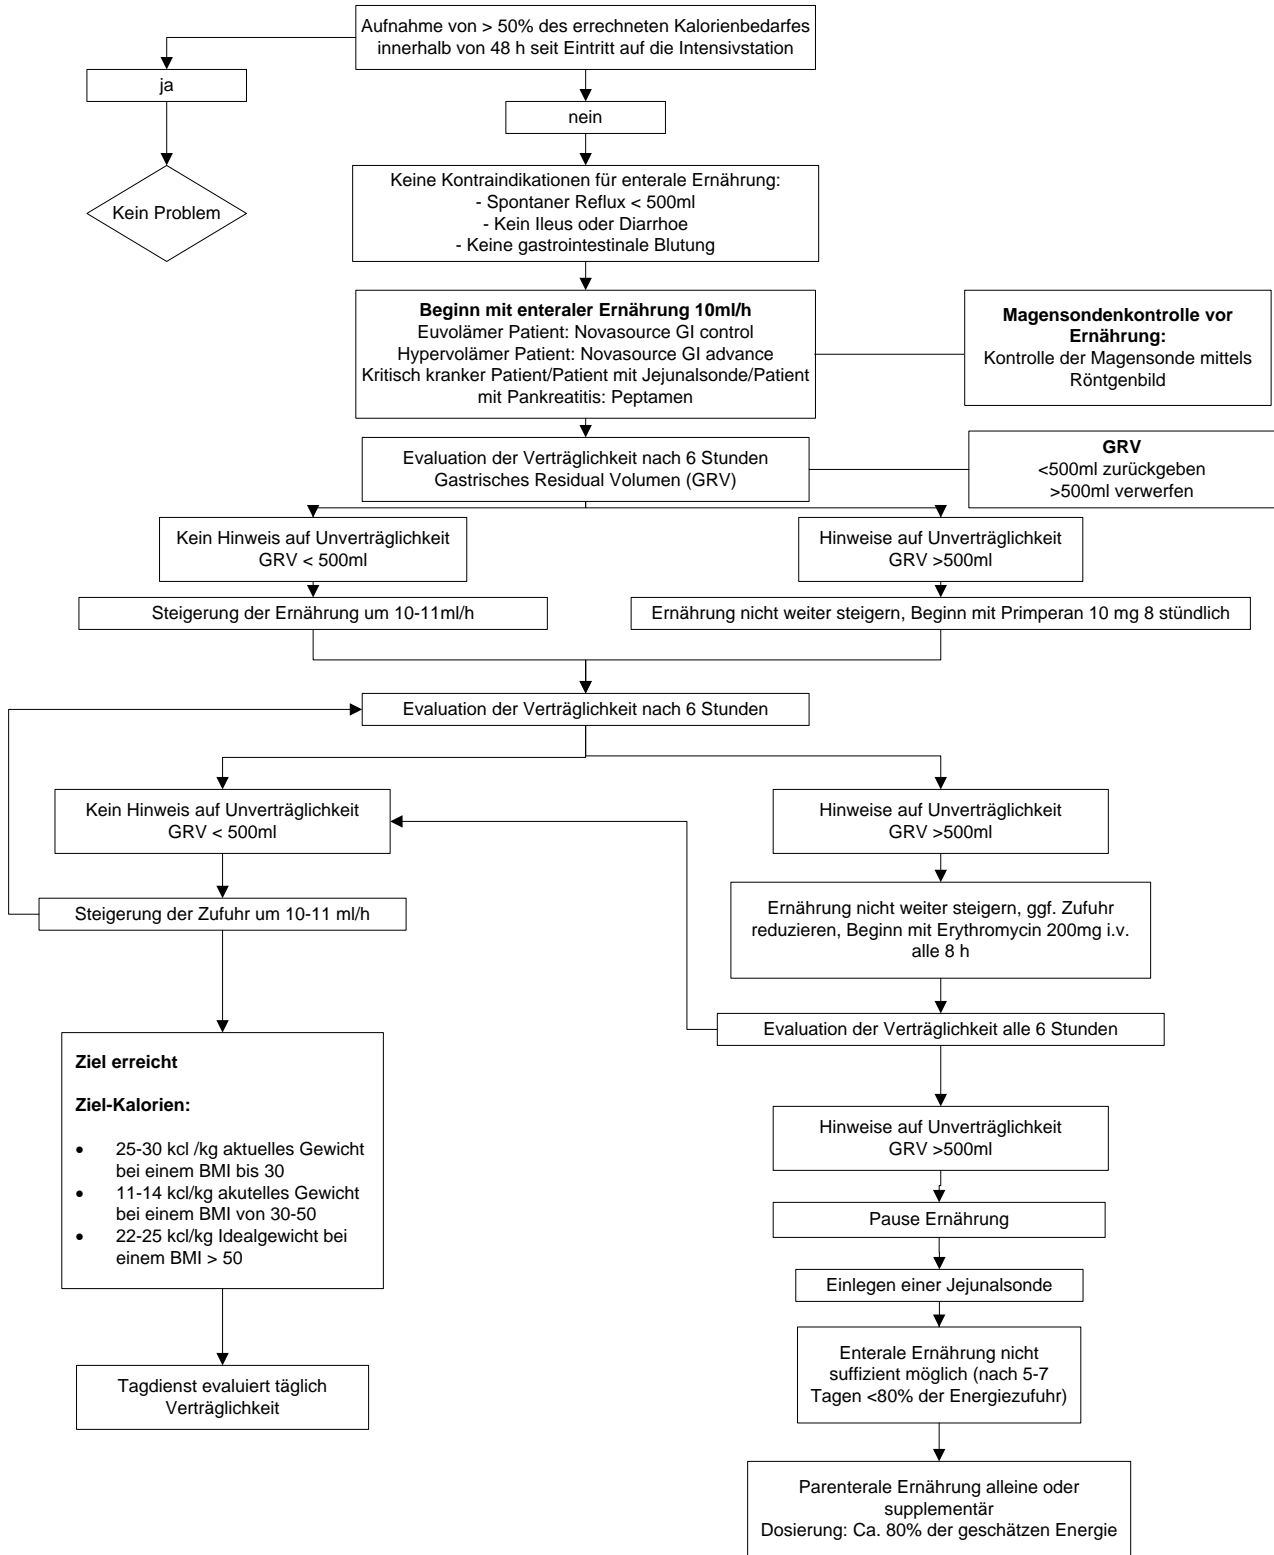 Aufnahme von > 50% des errechneten Kalorienbedarfes
innerhalb von 48 h seit Eintritt auf die Intensivstation
ja
nein
Kein Problem
Keine Kontraindikationen für enterale Ernährung:
- Spontaner Reflux < 500ml
- Kein Ileus oder Diarrhoe
- Keine gastrointestinale Blutung
Beginn mit enteraler Ernährung 10ml/h
Euvolämer Patient: Novasource GI control
Hypervolämer Patient: Novasource GI advance
Kritisch kranker Patient/Patient mit Jejunalsonde/Patient
mit Pankreatitis: Peptamen
Magensondenkontrolle vor
Ernährung:
Kontrolle der Magensonde mittels
Röntgenbild
Evaluation der Verträglichkeit nach 6 Stunden
Gastrisches Residual Volumen (GRV)
GRV
<500ml zurückgeben
>500ml verwerfen
Kein Hinweis auf Unverträglichkeit
GRV < 500ml
Hinweise auf Unverträglichkeit
GRV >500ml
Steigerung der Ernährung um 10-11ml/h
Ernährung nicht weiter steigern, Beginn mit Primperan 10 mg 8 stündlich
Evaluation der Verträglichkeit nach 6 Stunden
Kein Hinweis auf Unverträglichkeit
GRV < 500ml
Hinweise auf Unverträglichkeit
GRV >500ml
Steigerung der Zufuhr um 10-11 ml/h
Ernährung nicht weiter steigern, ggf. Zufuhr
reduzieren, Beginn mit Erythromycin 200mg i.v.
alle 8 h
Evaluation der Verträglichkeit alle 6 Stunden
Ziel erreicht
Ziel-Kalorien:
• 25-30 kcl /kg aktuelles Gewicht
bei einem BMI bis 30
• 11-14 kcl/kg akutelles Gewicht
bei einem BMI von 30-50
• 22-25 kcl/kg Idealgewicht bei
einem BMI > 50
Hinweise auf Unverträglichkeit
GRV >500ml
Pause Ernährung
Einlegen einer Jejunalsonde
Enterale Ernährung nicht
suffizient möglich (nach 5-7
Tagen <80% der Energiezufuhr)
Tagdienst evaluiert täglich
Verträglichkeit
Parenterale Ernährung alleine oder
supplementär
Dosierung: Ca. 80% der geschätzen Energie